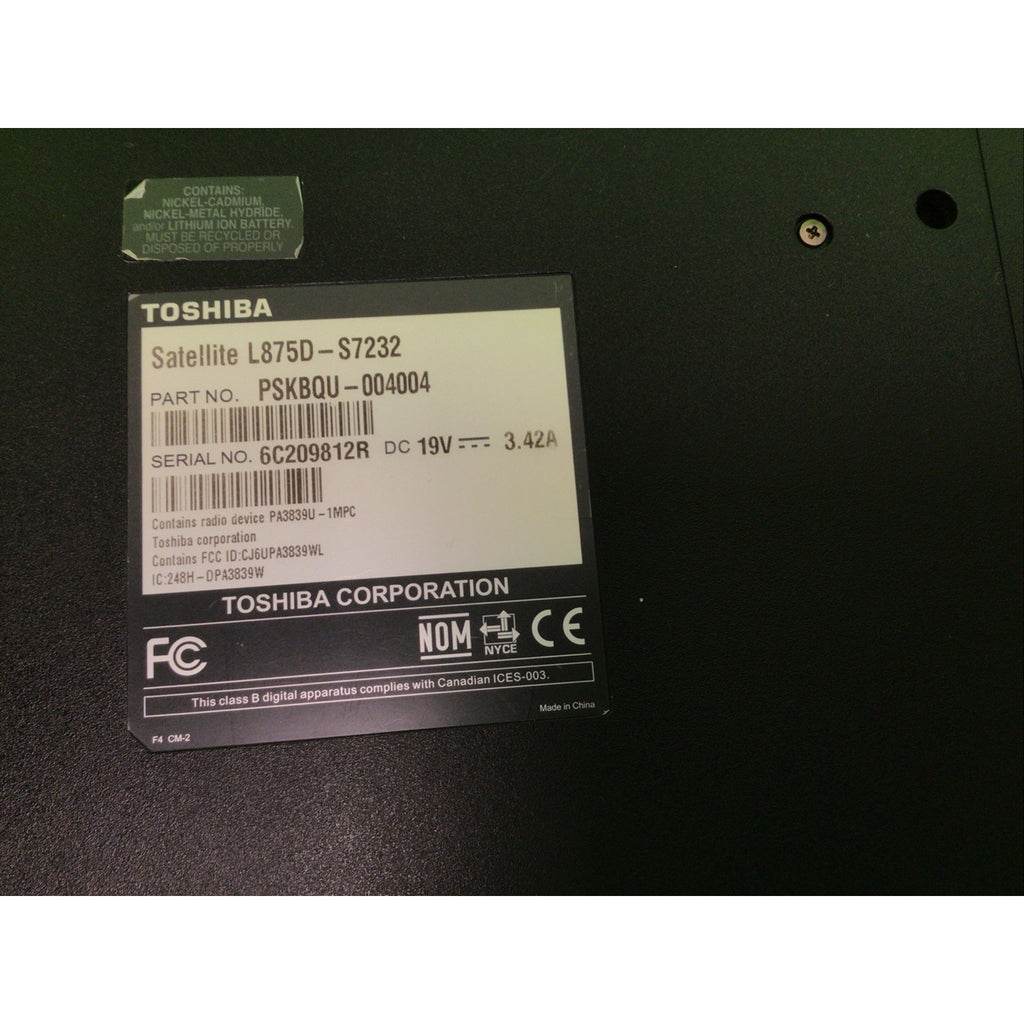 CONTAINS:
NICKEL-CADMIUM,
NICKEL-METAL HYDRIDE,
and/or LITHIUM ION BATTERY.
MUST BE RECYCLED OR
DISPOSED OF PROPERLY
TOSHIBA
Satellite L875D-S7232
PART NO. PSKBQU-004004
SERIAL NO. 6C209812R DC 19V 3.42A
Contains radio device PA3839U-1MPC
Toshiba corporation
Contains FCC ID:CJ6UPA3839WL
IC:248H-DPA3839W
TOSHIBA CORPORATION
FC NOM NYCE CE
This class B digital apparatus complies with Canadian ICES-003.
Made in China
F4 CM-2